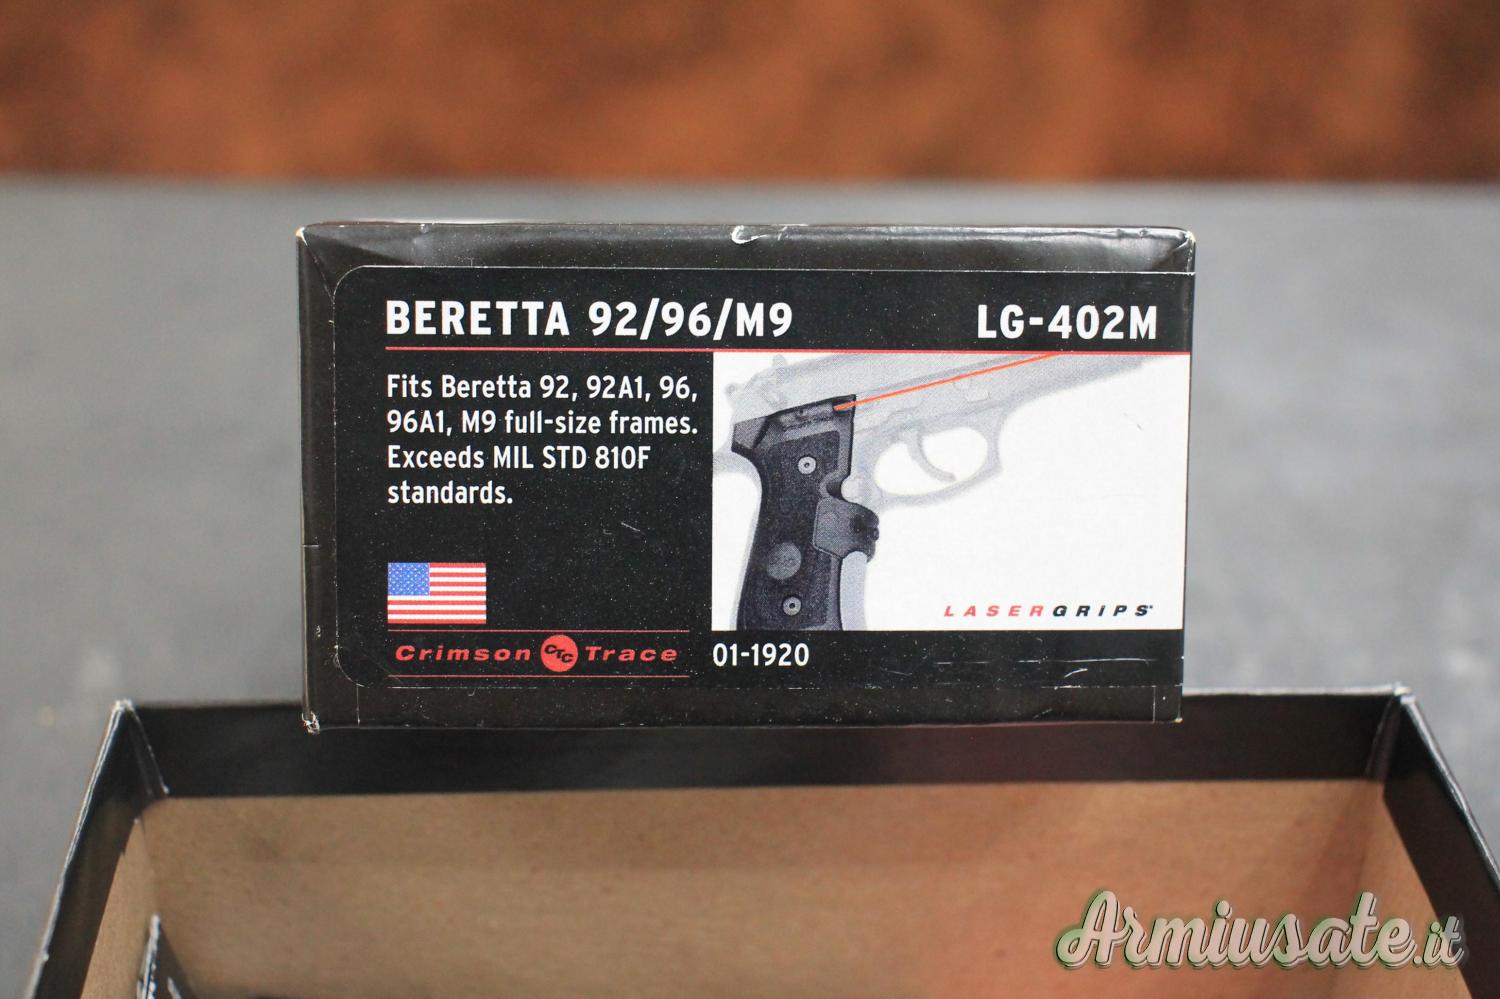 BERETTA 92/96/M9
LG-402M
Fits Beretta 92, 92A1, 96,
96A1, M9 full-size frames.
Exceeds MIL STD 810F
standards.
LASERGRIPS®
Crimson CTC Trace
01-1920
Armiusate.it